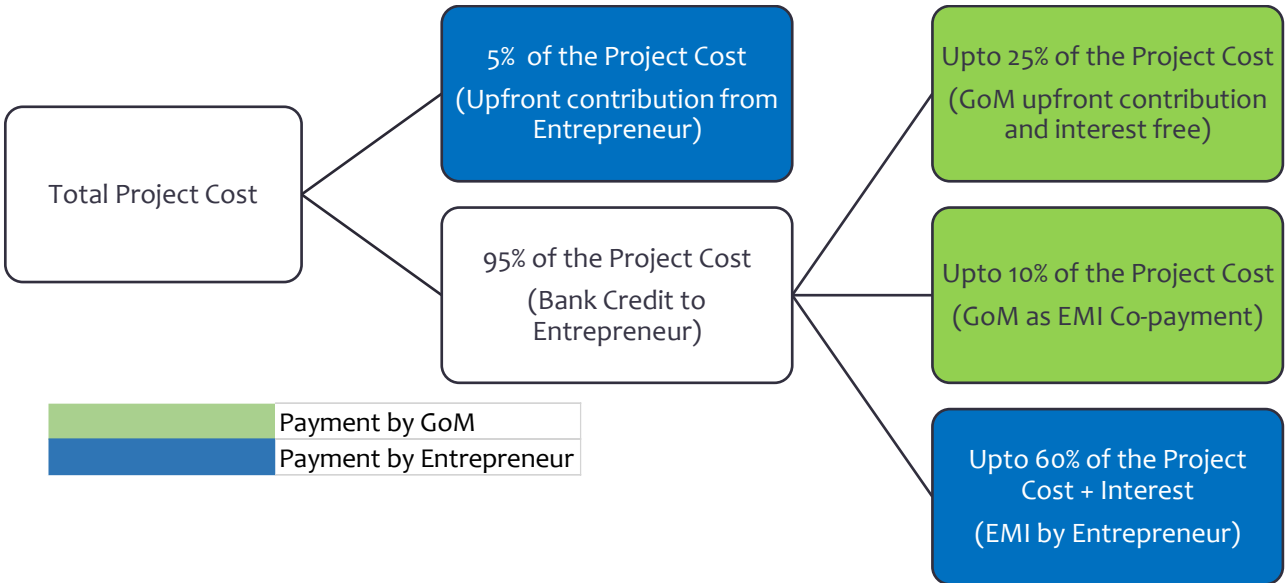 Total Project Cost
5% of the Project Cost
(Upfront contribution from
Entrepreneur)
95% of the Project Cost
(Bank Credit to
Entrepreneur)
Upto 25% of the Project Cost
(GoM upfront contribution
and interest free)
Upto 10% of the Project Cost
(GoM as EMI Co-payment)
Upto 60% of the Project
Cost + Interest
(EMI by Entrepreneur)
Payment by GoM
Payment by Entrepreneur